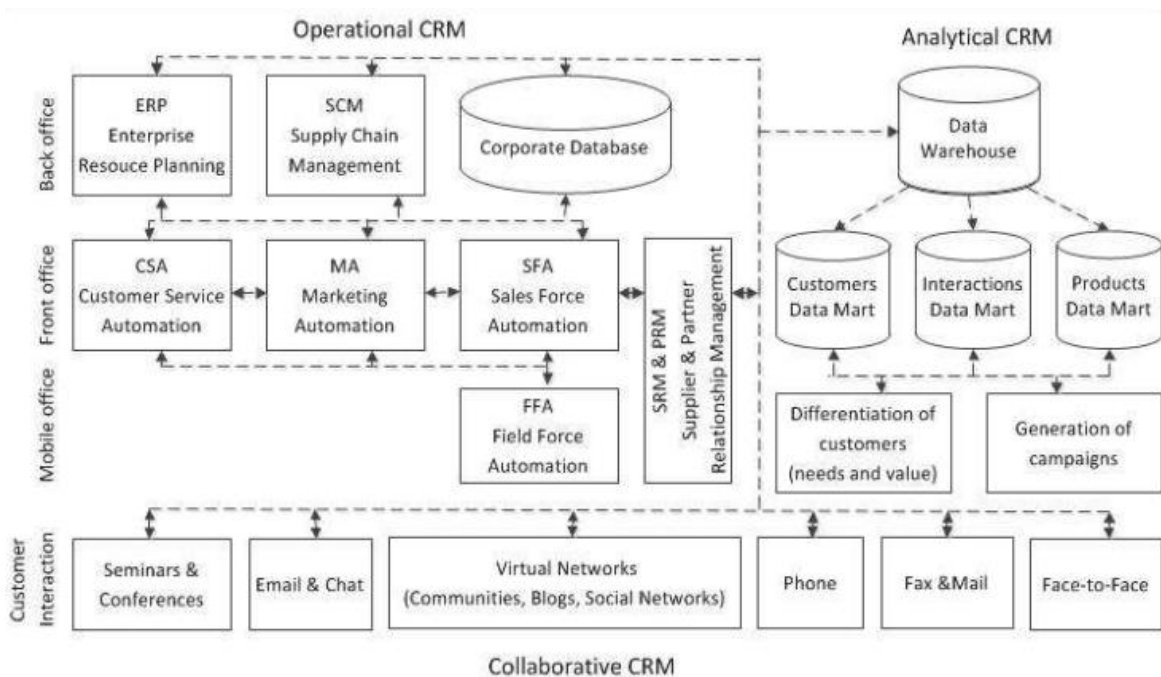 Operational CRM
Analytical CRM
Back office
ERP
Enterprise
Resouce Planning
SCM
Supply Chain
Management
Corporate Database
Data
Warehouse
Front office
CSA
Customer Service
Automation
MA
Marketing
Automation
SFA
Sales Force
Automation
SRM & PRM
Supplier & Partner
Relationship Management
Customers
Data Mart
Interactions
Data Mart
Products
Data Mart
Mobile office
FFA
Field Force
Automation
Differentiation of
customers
(needs and value)
Generation of
campaigns
Customer
Interaction
Seminars &
Conferences
Email & Chat
Virtual Networks
(Communities, Blogs, Social Networks)
Phone
Fax &Mail
Face-to-Face
Collaborative CRM